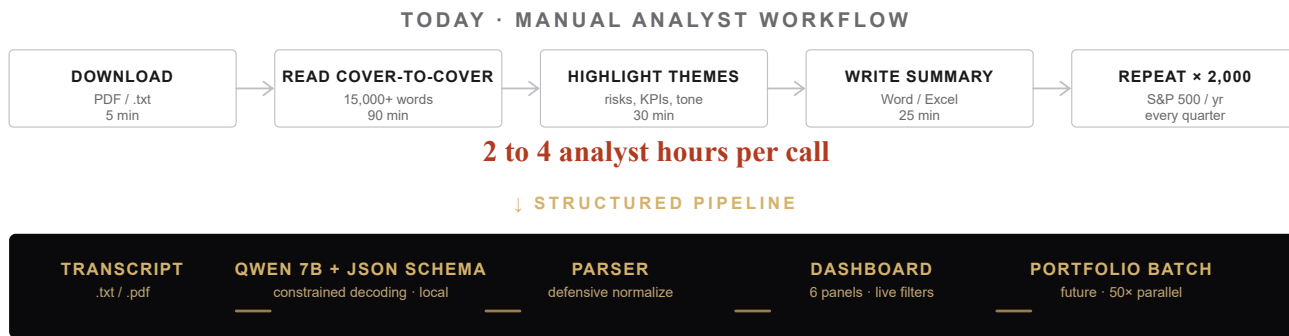 TODAY · MANUAL ANALYST WORKFLOW
DOWNLOAD
PDF / .txt
5 min
READ COVER-TO-COVER
15,000+ words
90 min
HIGHLIGHT THEMES
risks, KPIs, tone
30 min
WRITE SUMMARY
Word / Excel
25 min
REPEAT × 2,000
S&P 500 / yr
every quarter
2 to 4 analyst hours per call
↓ STRUCTURED PIPELINE
TRANSCRIPT
.txt / .pdf
QWEN 7B + JSON SCHEMA
constrained decoding · local
PARSER
defensive normalize
DASHBOARD
6 panels · live filters
PORTFOLIO BATCH
future · 50× parallel